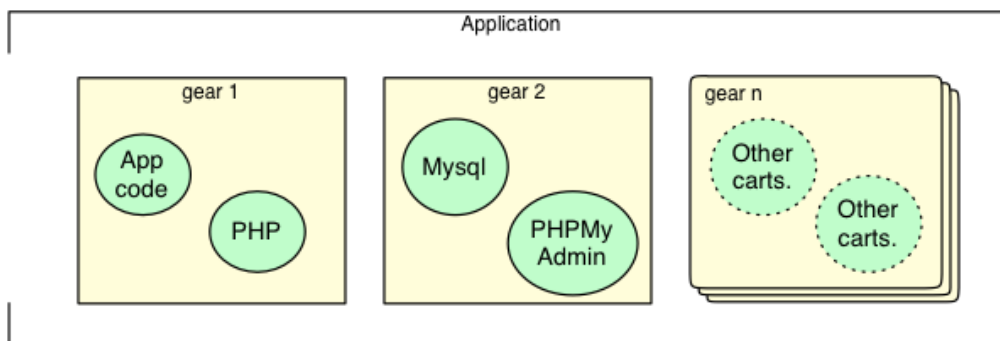 Application
gear 1
App
code
PHP
gear 2
Mysql
PHPMy
Admin
gear n
Other
carts.
Other
carts.